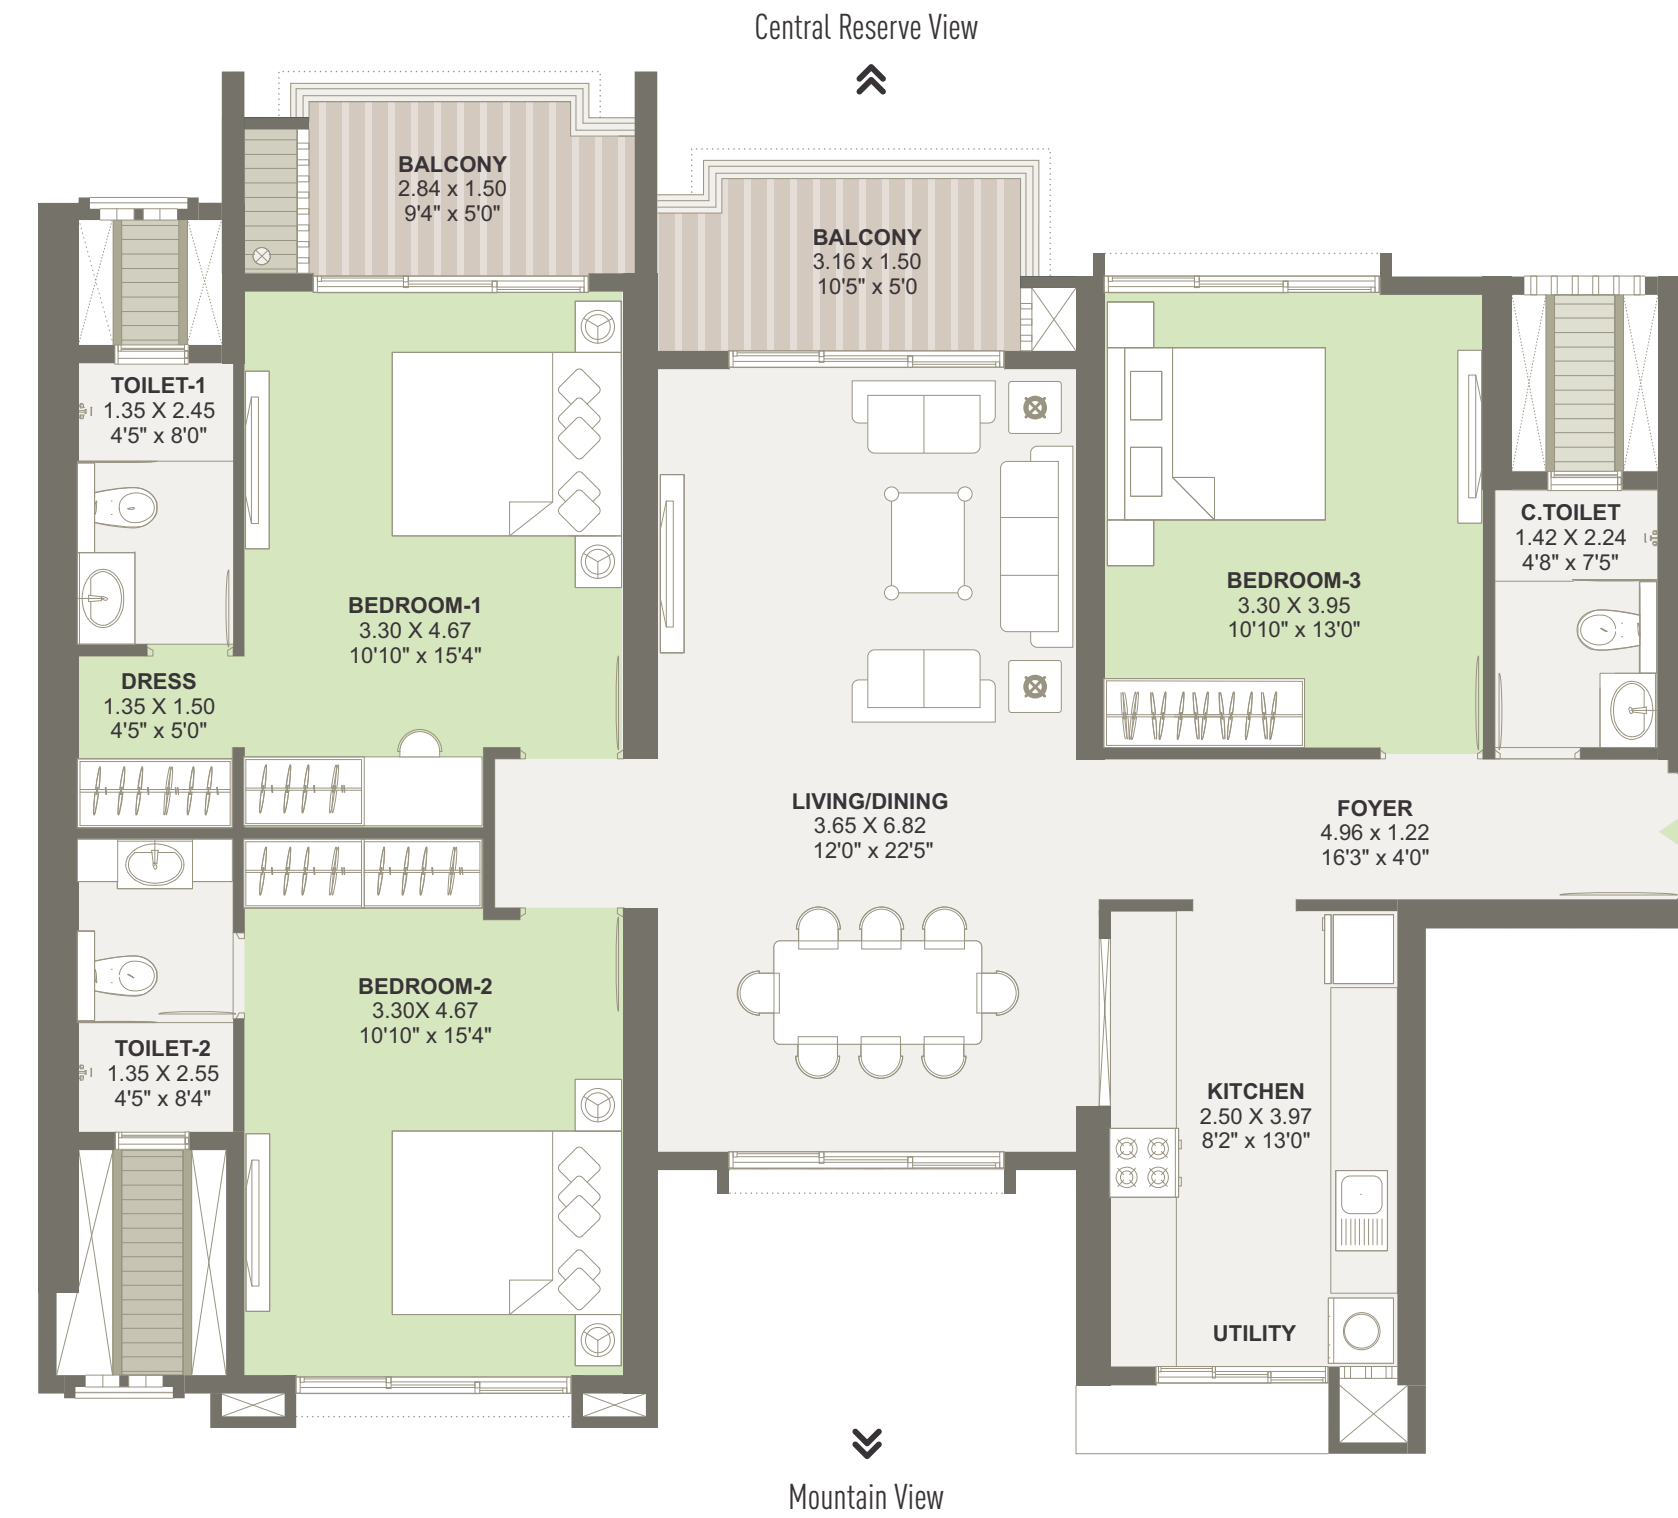 Central Reserve View
BALCONY
2.84 x 1.50
9'4" x 5'0"
BALCONY
3.16 x 1.50
10'5" x 5'0
TOILET-1
1.35 X 2.45
4'5" x 8'0"
C.TOILET
1.42 X 2.24
4'8" x 7'5"
BEDROOM-1
3.30 X 4.67
10'10" x 15'4"
BEDROOM-3
3.30 X 3.95
10'10" x 13'0"
DRESS
1.35 X 1.50
4'5" x 5'0"
LIVING/DINING
3.65 X 6.82
12'0" x 22'5"
FOYER
4.96 x 1.22
16'3" x 4'0"
BEDROOM-2
3.30X 4.67
10'10" x 15'4"
TOILET-2
1.35 X 2.55
4'5" x 8'4"
KITCHEN
2.50 X 3.97
8'2" x 13'0"
UTILITY
Mountain View